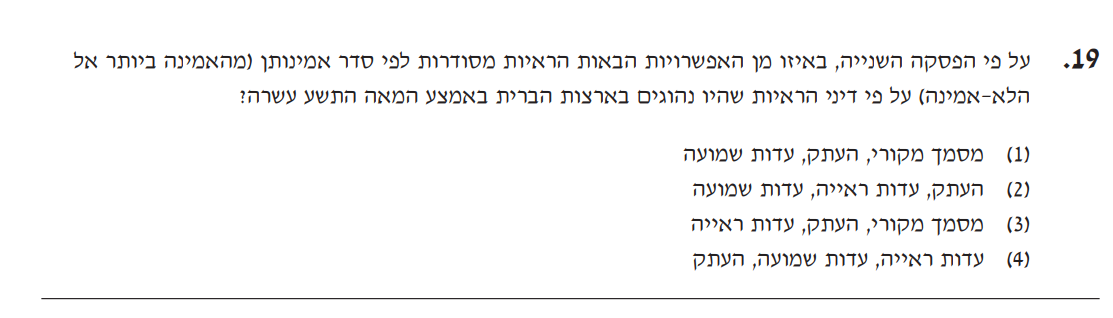 19. על פי הפסקה השנייה, באיזו מן האפשרויות הבאות הראיות מסודרות לפי סדר אמינותן (מהאמינה ביותר אל
הלא-אמינה) על פי דיני הראיות שהיו נהוגים בארצות הברית באמצע המאה התשע עשרה?
(1) מסמך מקורי, העתק, עדות שמועה
(2) העתק, עדות ראייה, עדות שמועה
(3) מסמך מקורי, העתק, עדות ראייה
(4) עדות ראייה, עדות שמועה, העתק